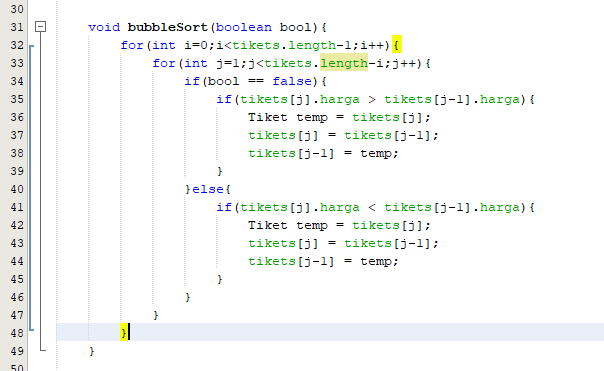 30
31 void bubbleSort(boolean bool){
32 for(int i=0;i<tikets.length-1;i++){
33 for(int j=1;j<tikets.length-i;j++){
34 if(bool == false){
35 if(tikets[j].harga > tikets[j-1].harga){
36 Tiket temp = tikets[j];
37 tikets[j] = tikets[j-1];
38 tikets[j-1] = temp;
39 }
40 }else{
41 if(tikets[j].harga < tikets[j-1].harga){
42 Tiket temp = tikets[j];
43 tikets[j] = tikets[j-1];
44 tikets[j-1] = temp;
45 }
46 }
47 }
48 }
49 }
50